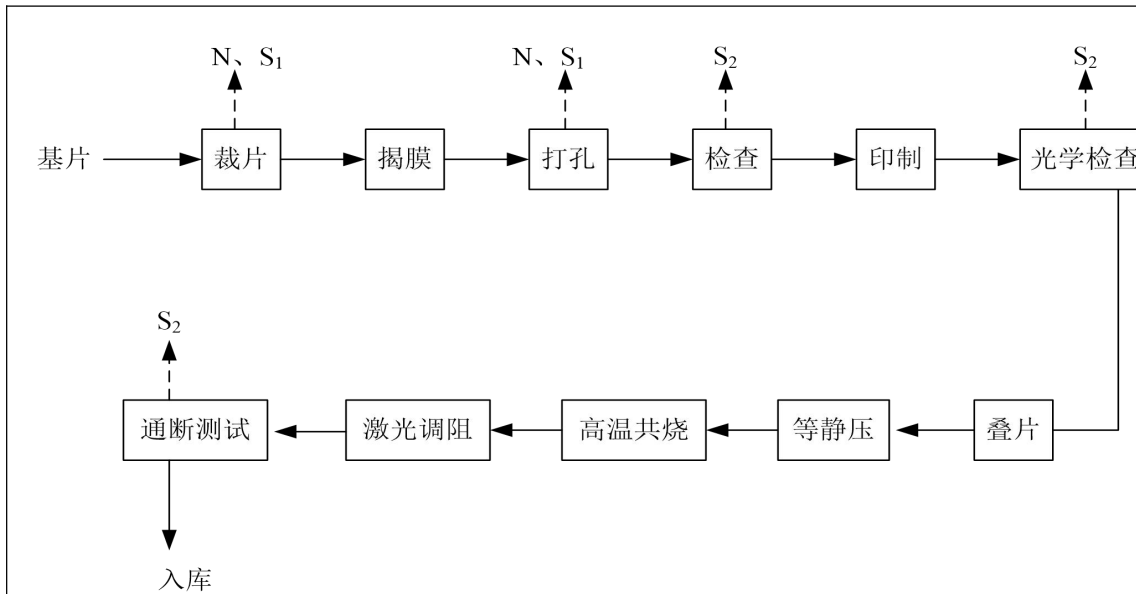 N、S₁
N、S₁
S₂
S₂
基片
裁片
揭膜
打孔
检查
印制
光学检查
S₂
通断测试
激光调阻
高温共烧
等静压
叠片
入库